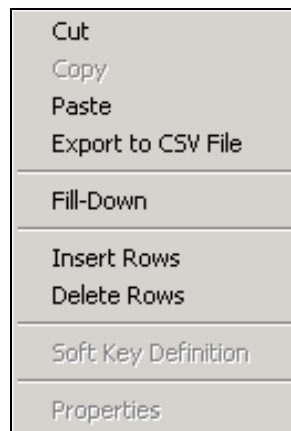 Cut
Copy
Paste
Export to CSV File
Fill-Down
Insert Rows
Delete Rows
Soft Key Definition
Properties